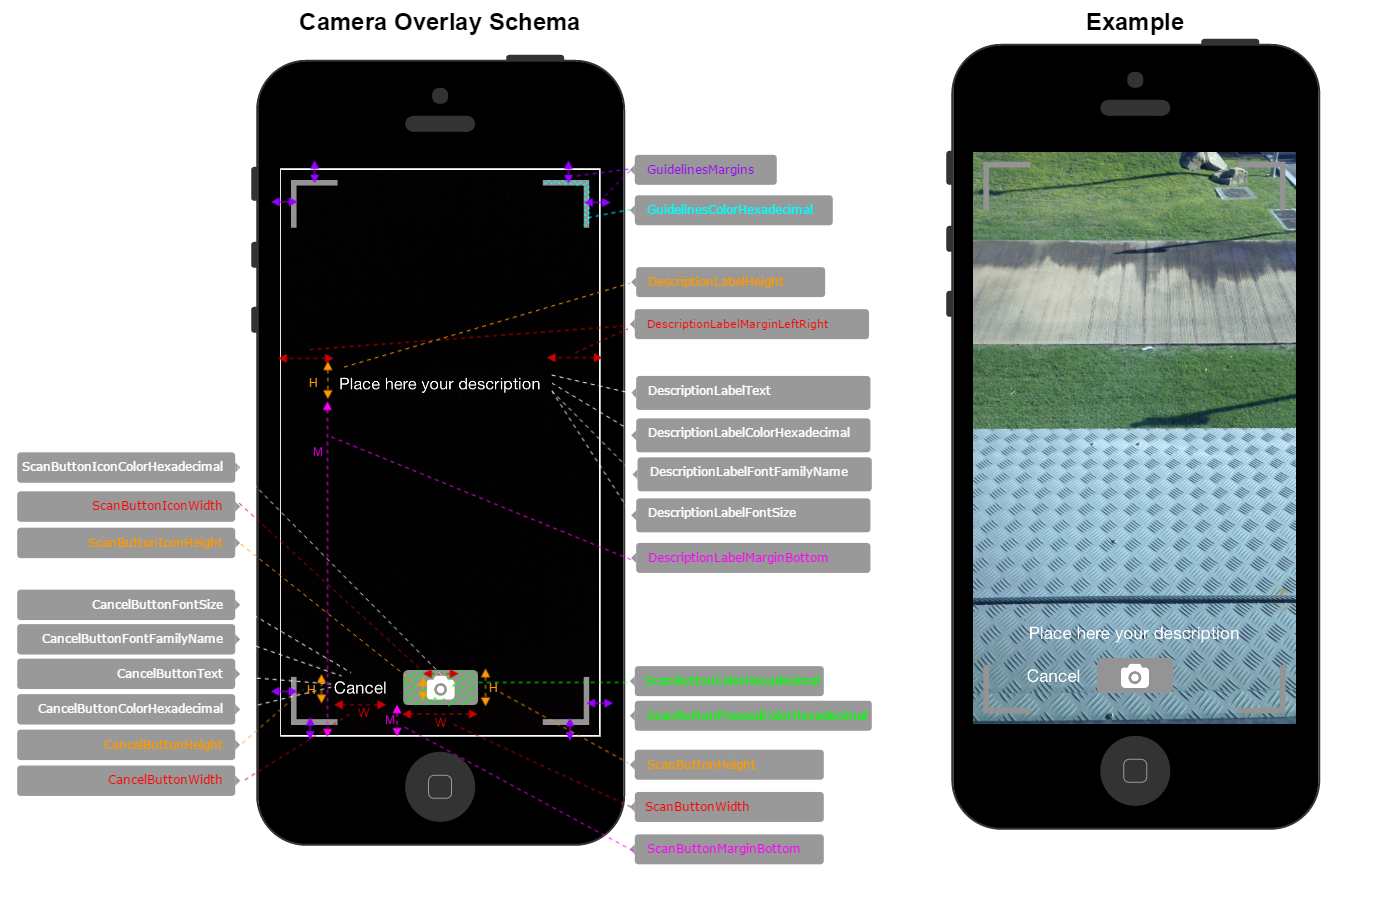 Camera Overlay Schema
Example
GuidelinesMargins
GuidelinesColorHexadecimal
DescriptionLabelHeight
DescriptionLabelMarginLeftRight
H
Place here your description
DescriptionLabelText
DescriptionLabelColorHexadecimal
M
DescriptionLabelFontFamilyName
DescriptionLabelFontSize
DescriptionLabelMarginBottom
ScanButtonIconColorHexadecimal
ScanButtonIconWidth
ScanButtonIconHeight
CancelButtonFontSize
CancelButtonFontFamilyName
CancelButtonText
CancelButtonColorHexadecimal
CancelButtonHeight
CancelButtonWidth
H
Cancel
H
W
M
W
ScanButtonColorHexadecimal
ScanButtonPressedColorHexadecimal
ScanButtonHeight
ScanButtonWidth
ScanButtonMarginBottom
Place here your description
Cancel